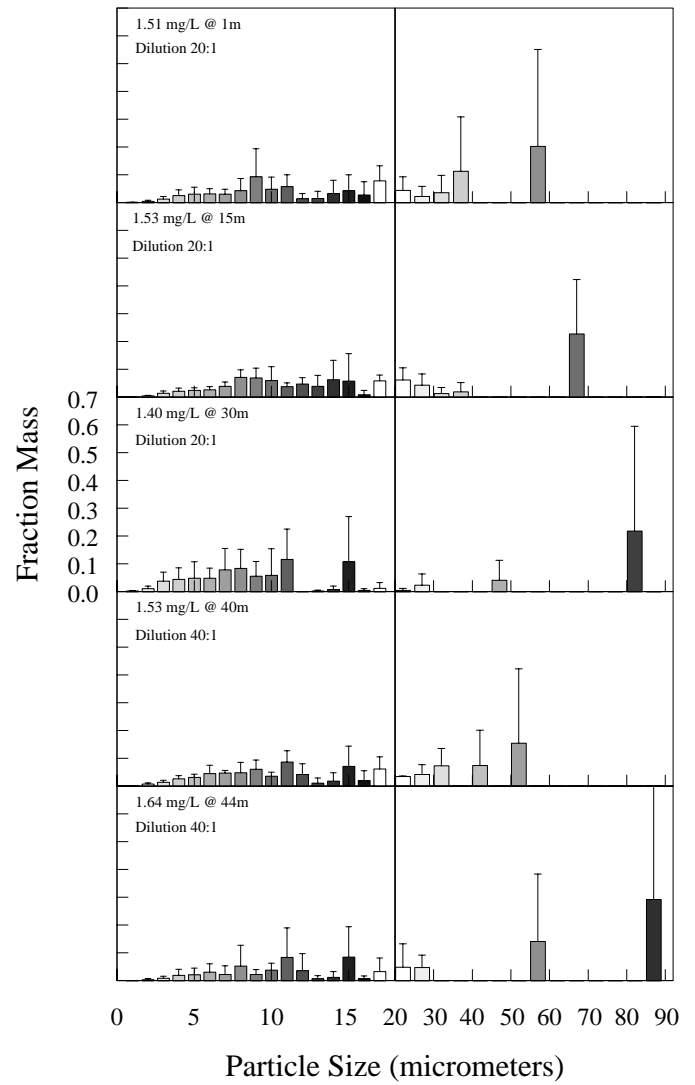 1.51 mg/L @ 1m
Dilution 20:1
1.53 mg/L @ 15m
Dilution 20:1
0.7
0.6
0.5
0.4
0.3
0.2
0.1
0.0
Fraction Mass
1.40 mg/L @ 30m
Dilution 20:1
1.53 mg/L @ 40m
Dilution 40:1
1.64 mg/L @ 44m
Dilution 40:1
0 5 10 15 20 30 40 50 60 70 80 90
Particle Size (micrometers)